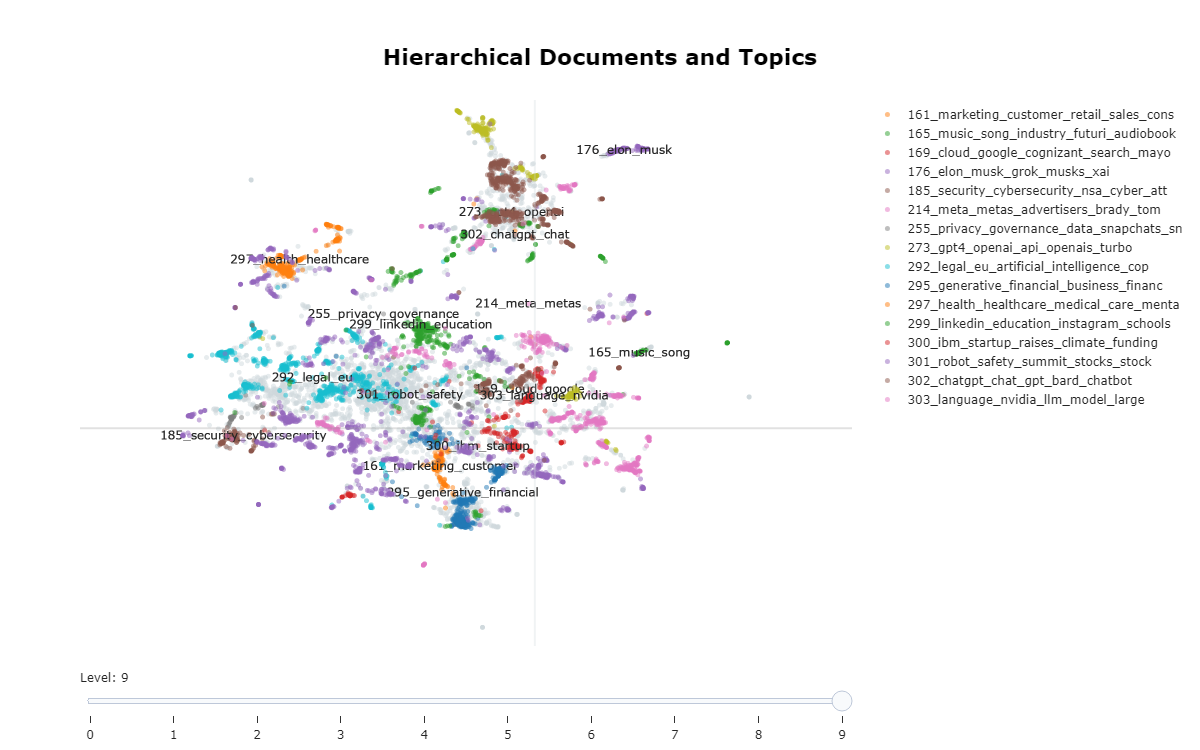 Hierarchical Documents and Topics
161_marketing_customer_retail_sales_cons
165_music_song_industry_futuri_audiobook
169_cloud_google_cognizant_search_mayo
176_elon_musk_grok_musks_xai
185_security_cybersecurity_nsa_cyber_att
214_meta_metas_advertisers_brady_tom
255_privacy_governance_data_snapchats_sn
273_gpt4_openai_api_openais_turbo
292_legal_eu_artificial_intelligence_cop
295_generative_financial_business_financ
297_health_healthcare_medical_care_menta
299_linkedin_education_instagram_schools
300_ibm_startup_raises_climate_funding
301_robot_safety_summit_stocks_stock
302_chatgpt_chat_gpt_bard_chatbot
303_language_nvidia_llm_model_large
176_elon_musk
273_gpt4_openai
302_chatgpt_chat
297_health_healthcare
214_meta_metas
255_privacy_governance
299_linkedin_education
165_music_song
292_legal_eu
169_cloud_google
301_robot_safety
303_language_nvidia
185_security_cybersecurity
300_ibm_startup
161_marketing_customer
295_generative_financial
Level: 9
0 1 2 3 4 5 6 7 8 9